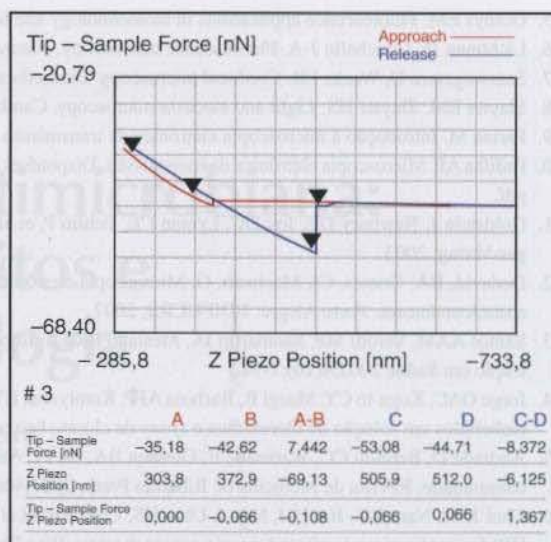 Tip – Sample Force [nN]
Approach
Release
–20,79
–68,40
–285,8
Z Piezo Position [nm]
–733,8
# 3
A B A-B C D C-D
Tip – Sample Force [nN] –35,18 –42,62 7,442 –53,08 –44,71 –8,372
Z Piezo Position [nm] 303,8 372,9 –69,13 505,9 512,0 –6,125
Tip – Sample Force Z Piezo Position 0,000 –0,066 –0,108 –0,066 0,066 1,367